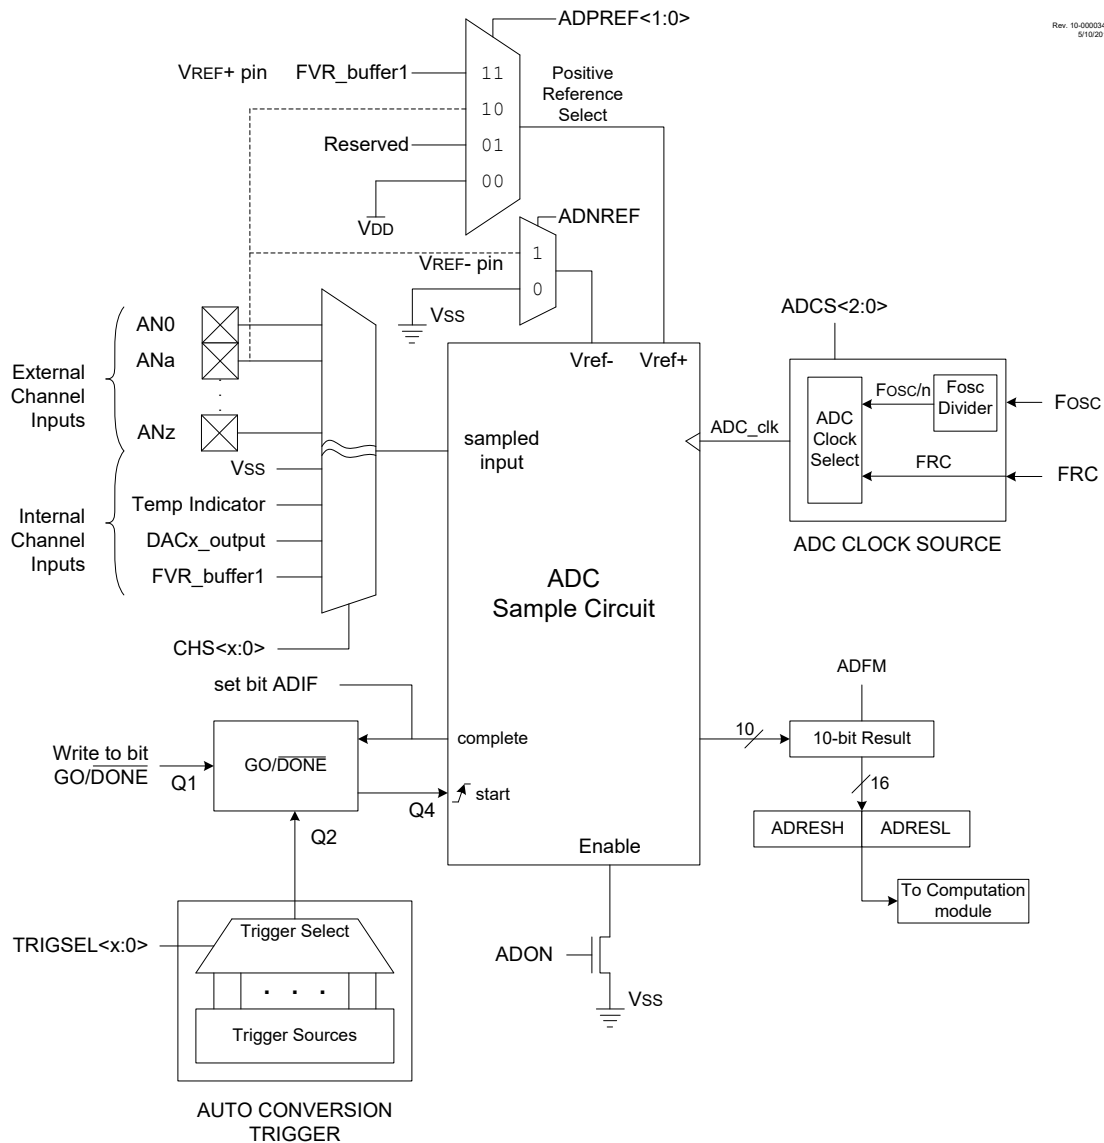 ADPREF<1:0>
Rev. 10-000034
5/10/20
VREF+ pin
FVR_buffer1
11
Positive
Reference
Select
10
Reserved
01
00
VDD
ADNREF
VREF- pin
1
0
Vss
ADCS<2:0>
External
Channel
Inputs
AN0
ANa
.
.
ANz
Vref-
Vref+
sampled
input
ADC_clk
ADC
Clock
Select
Fosc/n
Fosc
Divider
Fosc
FRC
FRC
ADC CLOCK SOURCE
Internal
Channel
Inputs
Vss
Temp Indicator
DACx_output
FVR_buffer1
CHS<x:0>
ADC
Sample Circuit
set bit ADIF
ADFM
Write to bit
GO/DONE
Q1
GO/DONE
complete
Q4
start
10
10-bit Result
16
ADRESH
ADRESL
To Computation
module
Q2
Enable
ADON
Vss
TRIGSEL<x:0>
Trigger Select
. . .
Trigger Sources
AUTO CONVERSION
TRIGGER